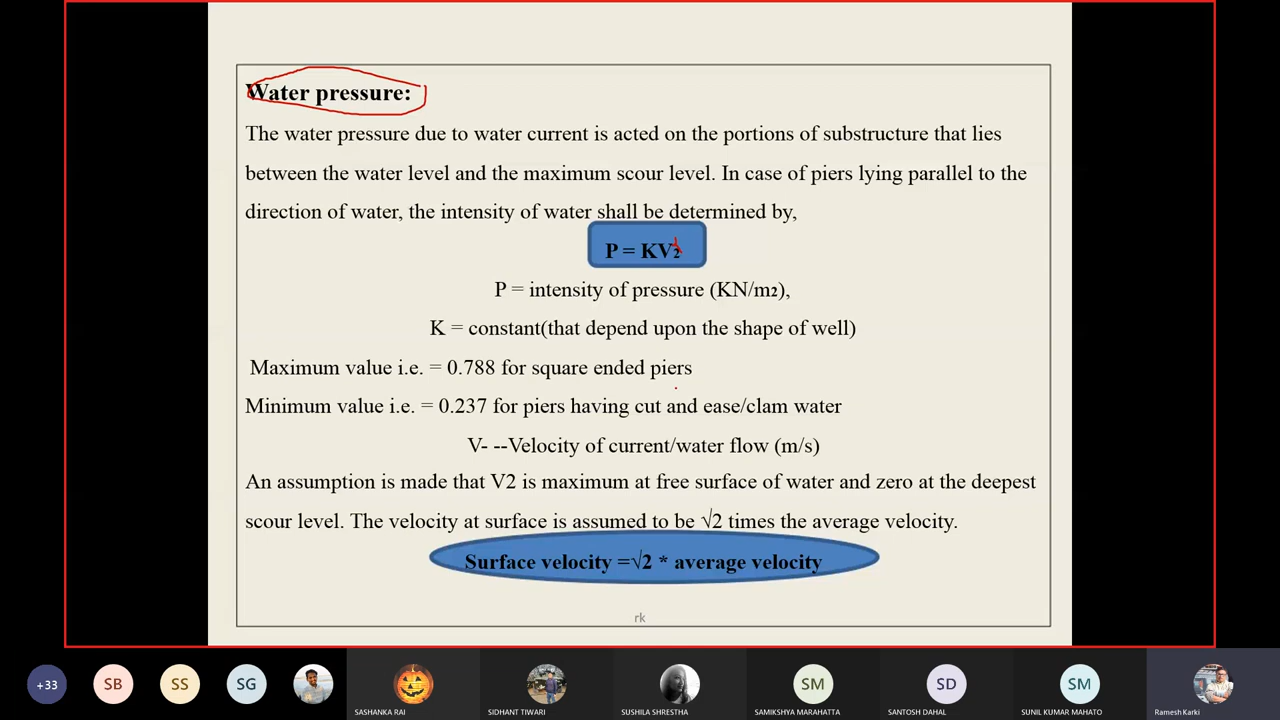 Water pressure:
The water pressure due to water current is acted on the portions of substructure that lies
between the water level and the maximum scour level. In case of piers lying parallel to the
direction of water, the intensity of water shall be determined by,
P = KV2
P = intensity of pressure (KN/m2),
K = constant(that depend upon the shape of well)
Maximum value i.e. = 0.788 for square ended piers
Minimum value i.e. = 0.237 for piers having cut and ease/clam water
V- --Velocity of current/water flow (m/s)
An assumption is made that V2 is maximum at free surface of water and zero at the deepest
scour level. The velocity at surface is assumed to be √2 times the average velocity.
Surface velocity =√2 * average velocity
rk
+33 SB SS SG SM SD SM
SASHANKA RAI SIDHANT TIWARI SUSHILA SHRESTHA SAMIKSHYA MARAHATTA SANTOSH DAHAL SUNIL KUMAR MAHATO Ramesh Karki